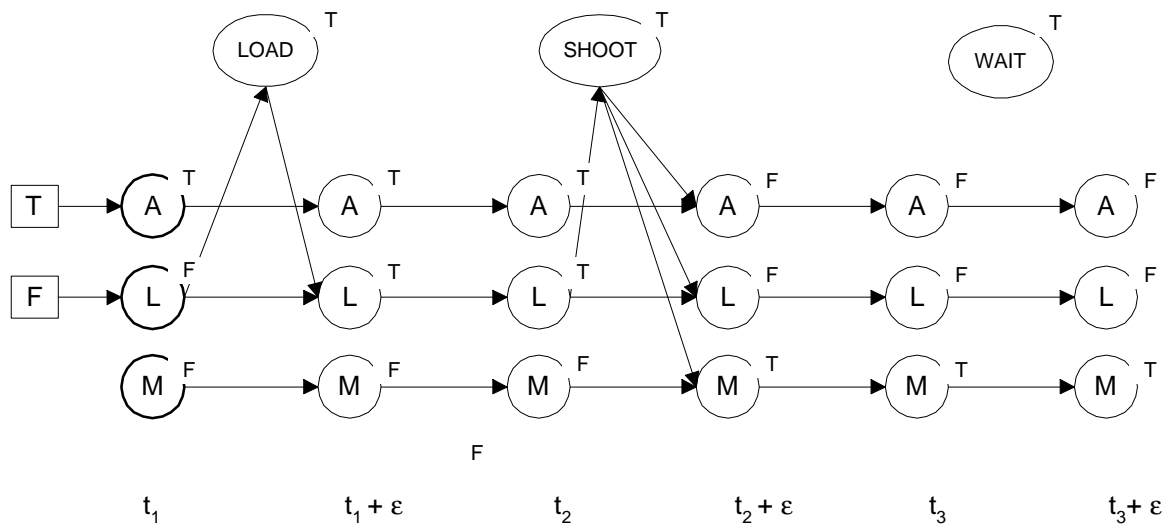 T T T
LOAD SHOOT WAIT
T T T F F F
T A A A A A A
F T T F F F
F L L L L L L
F F F T T T
M M M M M M
F
t₁ t₁ + ε t₂ t₂ + ε t₃ t₃ + ε